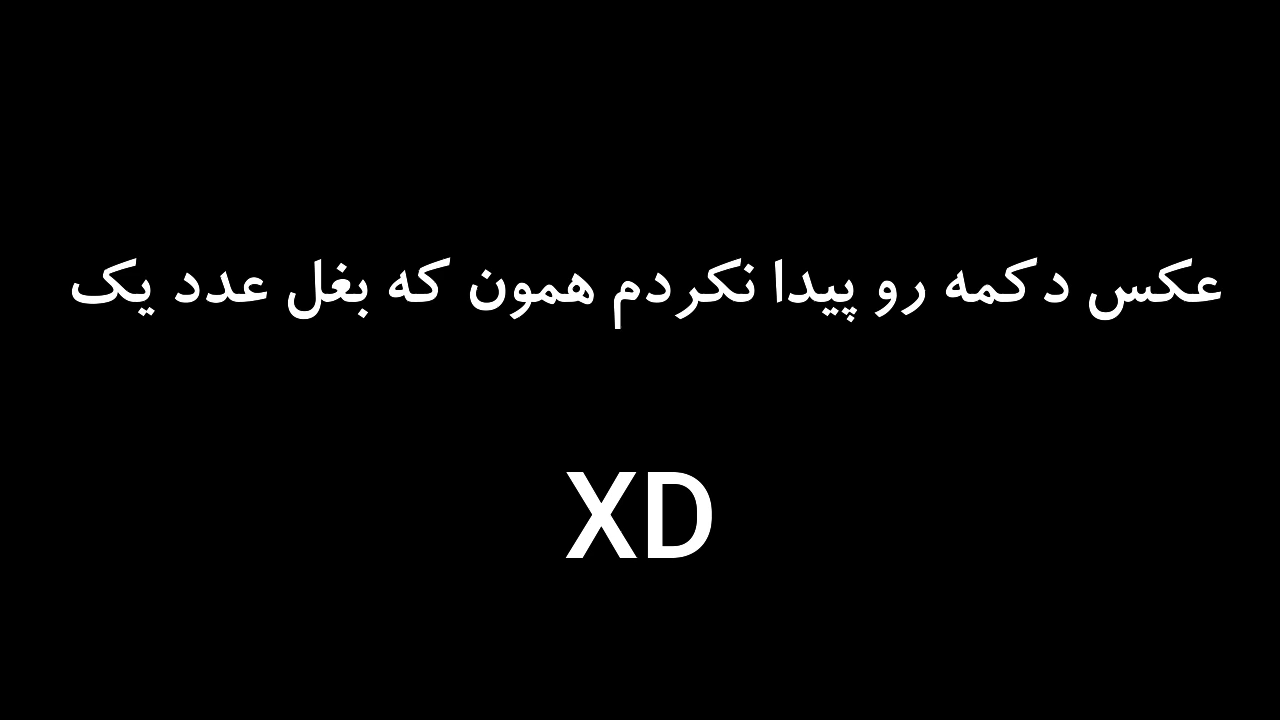 عکس دکمه رو پیدا نکردم همون که بغل عدد یک
XD